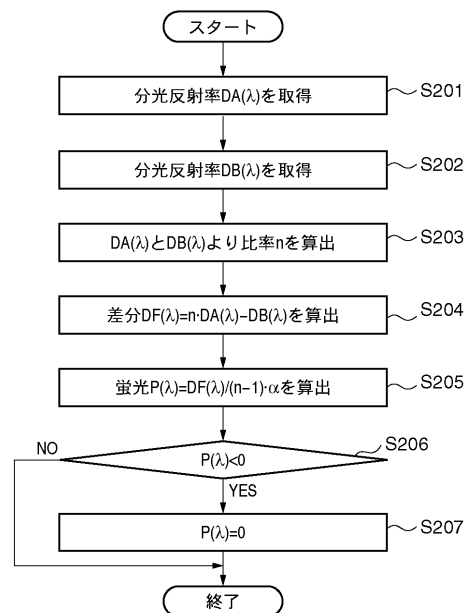 スタート
分光反射率DA(λ)を取得
S201
分光反射率DB(λ)を取得
S202
DA(λ)とDB(λ)より比率nを算出
S203
差分DF(λ)=n·DA(λ)−DB(λ)を算出
S204
蛍光P(λ)=DF(λ)/(n−1)·αを算出
S205
S206
NO
P(λ)<0
YES
P(λ)=0
S207
終了